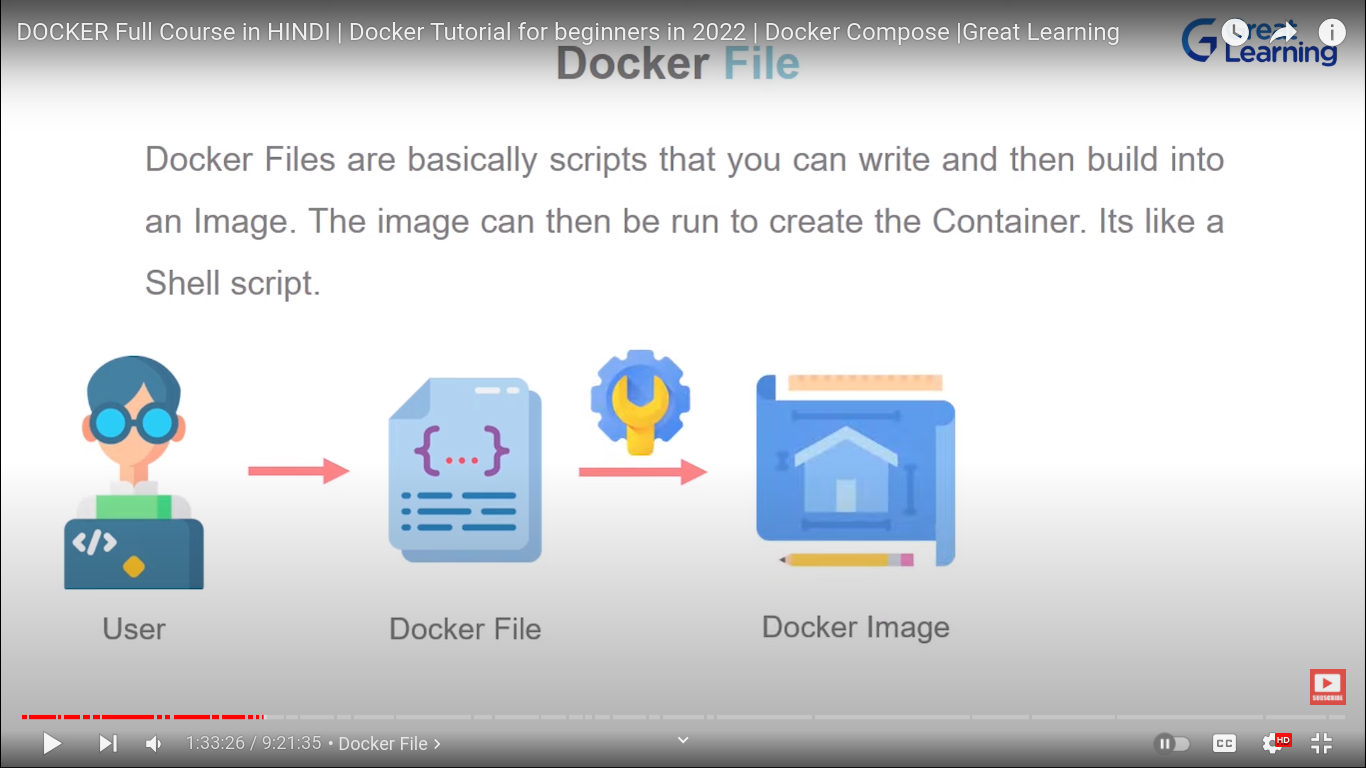 DOCKER Full Course in HINDI | Docker Tutorial for beginners in 2022 | Docker Compose |Great Learning
Great
Learning
Docker File
Docker Files are basically scripts that you can write and then build into
an Image. The image can then be run to create the Container. Its like a
Shell script.
{...}
</>
User
Docker File
Docker Image
SUBSCRIBE
1:33:26 / 9:21:35 • Docker File >
CC
HD